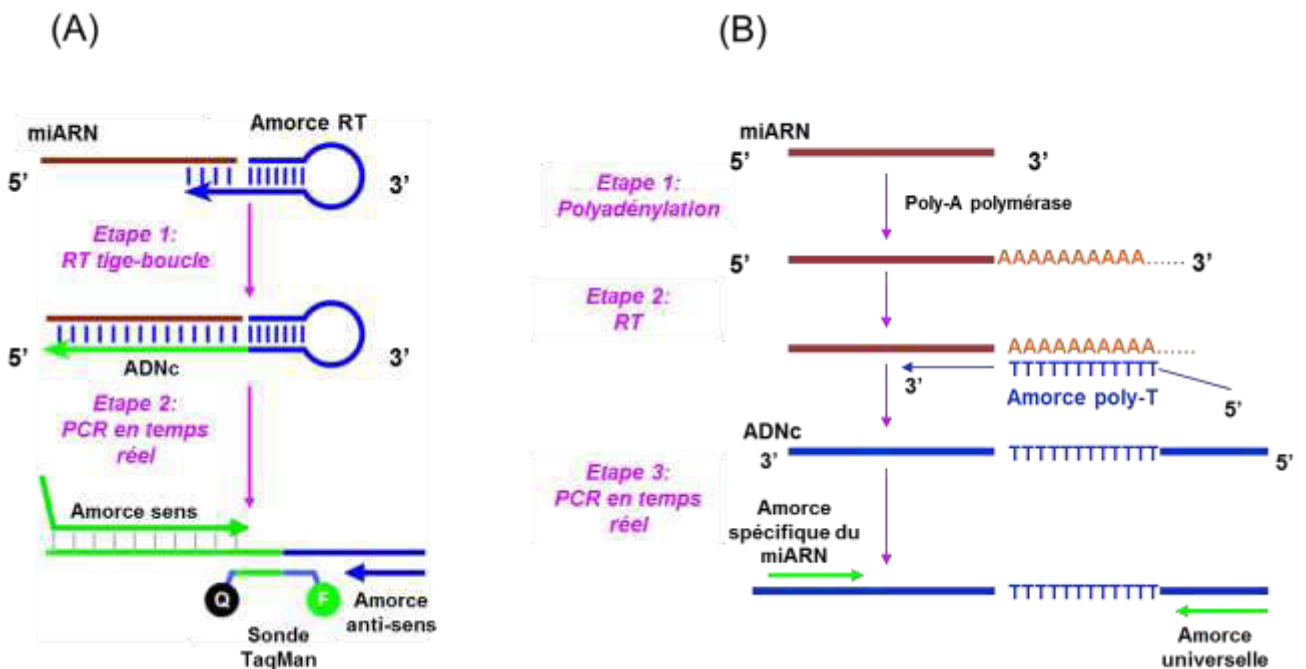 (A)
miARN
Amorce RT
5'
3'
Etape 1:
RT tige-boucle
5'
3'
ADNc
Etape 2:
PCR en temps
réel
Amorce sens
Q
F
Sonde
TaqMan
Amorce
anti-sens
(B)
miARN
5'
3'
Etape 1:
Polyadénylation
Poly-A polymérase
5'
AAAAAAAAAA......
3'
Etape 2:
RT
AAAAAAAAAA......
TTTTTTTTTTT
3'
Amorce poly-T
5'
ADNc
3'
TTTTTTTTTTT
5'
Etape 3:
PCR en temps
réel
Amorce
spécifique du
miARN
TTTTTTTTTTT
Amorce
universelle